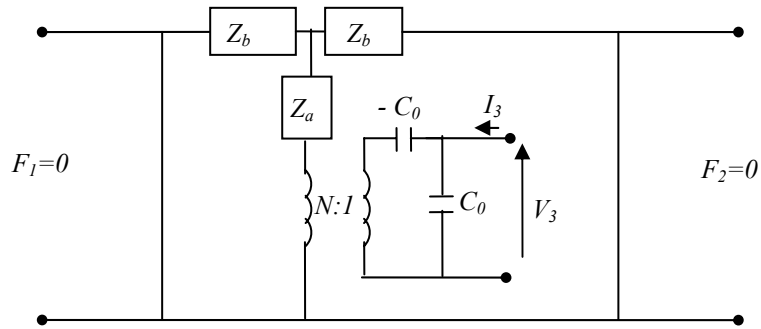 Z_b
Z_b
Z_a
- C_0
I_3
F_1=0
N:1
C_0
V_3
F_2=0